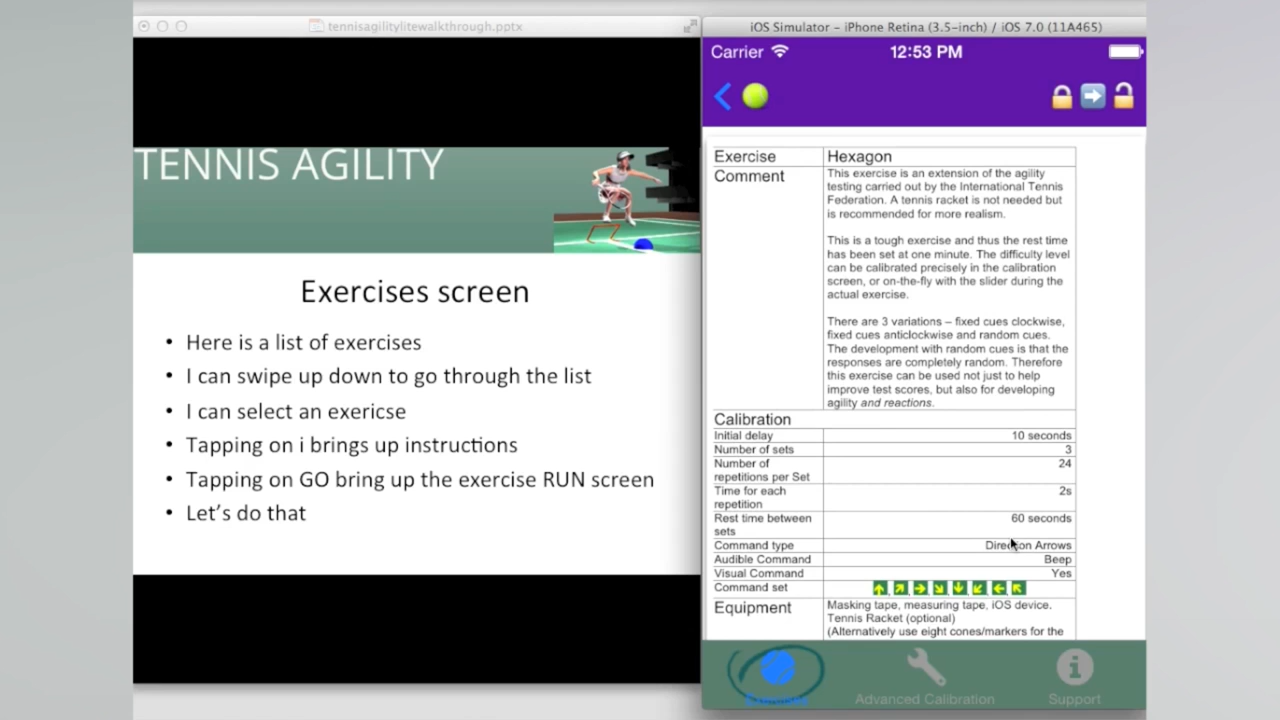 tennisagilitylitewalkthrough.pptx
TENNIS AGILITY
Exercises screen
• Here is a list of exercises
• I can swipe up down to go through the list
• I can select an exericse
• Tapping on i brings up instructions
• Tapping on GO bring up the exercise RUN screen
• Let's do that
iOS Simulator – iPhone Retina (3.5-inch) / iOS 7.0 (11A465)
Carrier 12:53 PM
Exercise Hexagon
Comment This exercise is an extension of the agility
testing carried out by the International Tennis
Federation. A tennis racket is not needed but
is recommended for more realism.
This is a tough exercise and thus the rest time
has been set at one minute. The difficulty level
can be calibrated precisely in the calibration
screen, or on-the-fly with the slider during the
actual exercise.
There are 3 variations – fixed cues clockwise,
fixed cues anticlockwise and random cues.
The development with random cues is that the
responses are completely random. Therefore
this exercise can be used not just to help
improve test scores, but also for developing
agility and reactions.
Calibration
Initial delay 10 seconds
Number of sets 3
Number of 24
repetitions per Set
Time for each 2s
repetition
Rest time between 60 seconds
sets
Command type Direction Arrows
Audible Command Beep
Visual Command Yes
Command set
Equipment Masking tape, measuring tape, iOS device.
Tennis Racket (optional)
(Alternatively use eight cones/markers for the
Exercises Advanced Calibration Support